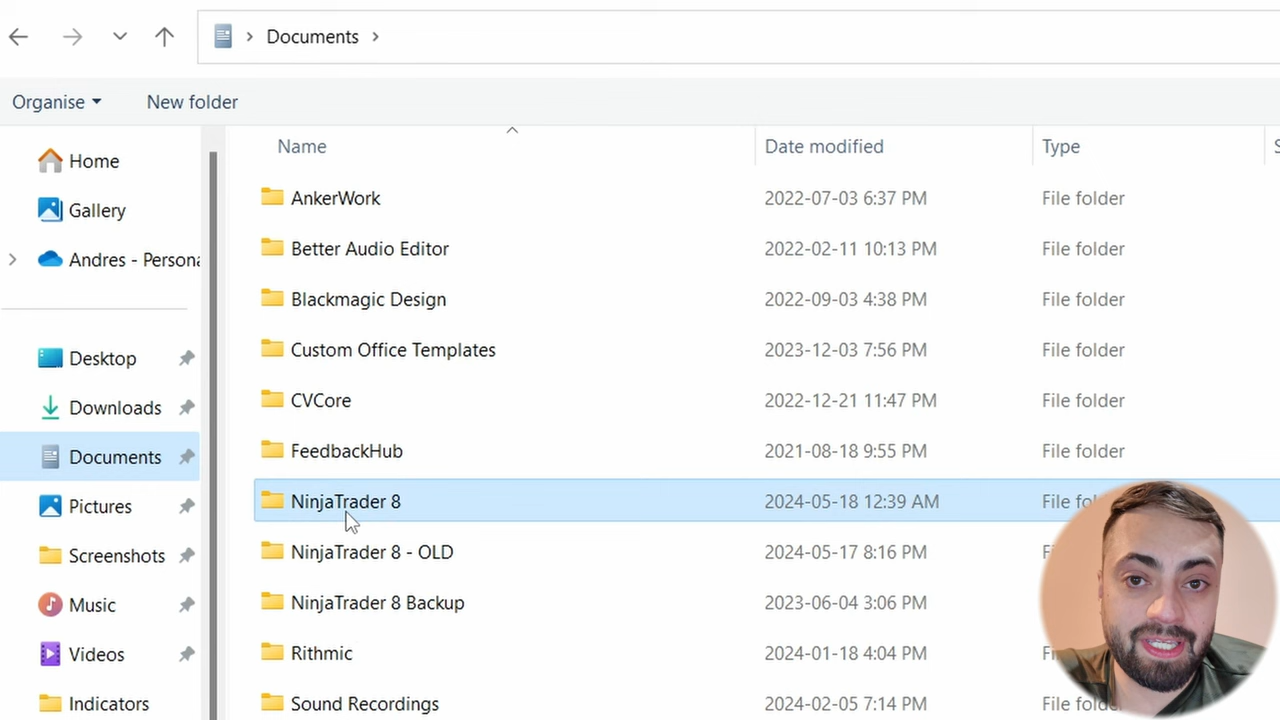 Documents
Organise New folder
Name Date modified Type
Home
Gallery
Andres - Persona
Desktop
Downloads
Documents
Pictures
Screenshots
Music
Videos
Indicators
AnkerWork 2022-07-03 6:37 PM File folder
Better Audio Editor 2022-02-11 10:13 PM File folder
Blackmagic Design 2022-09-03 4:38 PM File folder
Custom Office Templates 2023-12-03 7:56 PM File folder
CVCore 2022-12-21 11:47 PM File folder
FeedbackHub 2021-08-18 9:55 PM File folder
NinjaTrader 8 2024-05-18 12:39 AM File fo
NinjaTrader 8 - OLD 2024-05-17 8:16 PM
NinjaTrader 8 Backup 2023-06-04 3:06 PM
Rithmic 2024-01-18 4:04 PM
Sound Recordings 2024-02-05 7:14 PM File fo